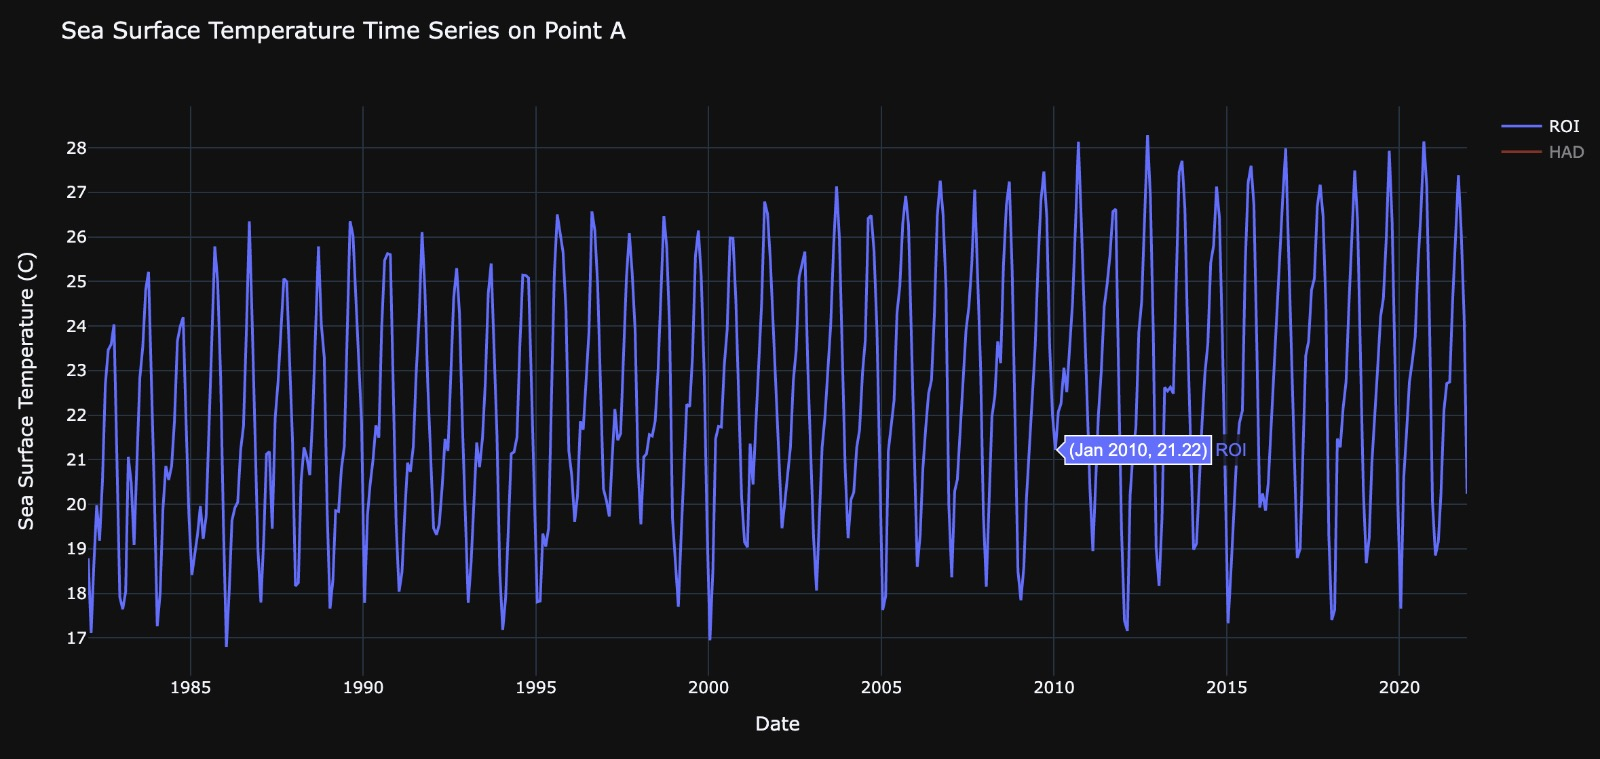 Sea Surface Temperature Time Series on Point A
ROI
HAD
28
27
26
25
24
23
22
21
20
19
18
17
Sea Surface Temperature (C)
(Jan 2010, 21.22) ROI
1985 1990 1995 2000 2005 2010 2015 2020
Date